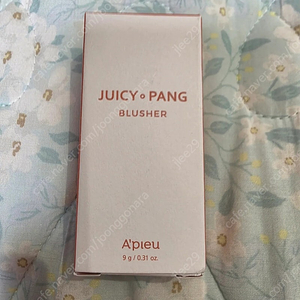 JUICY•PANG
BLUSHER
A'pieu
9 g / 0.31 oz.